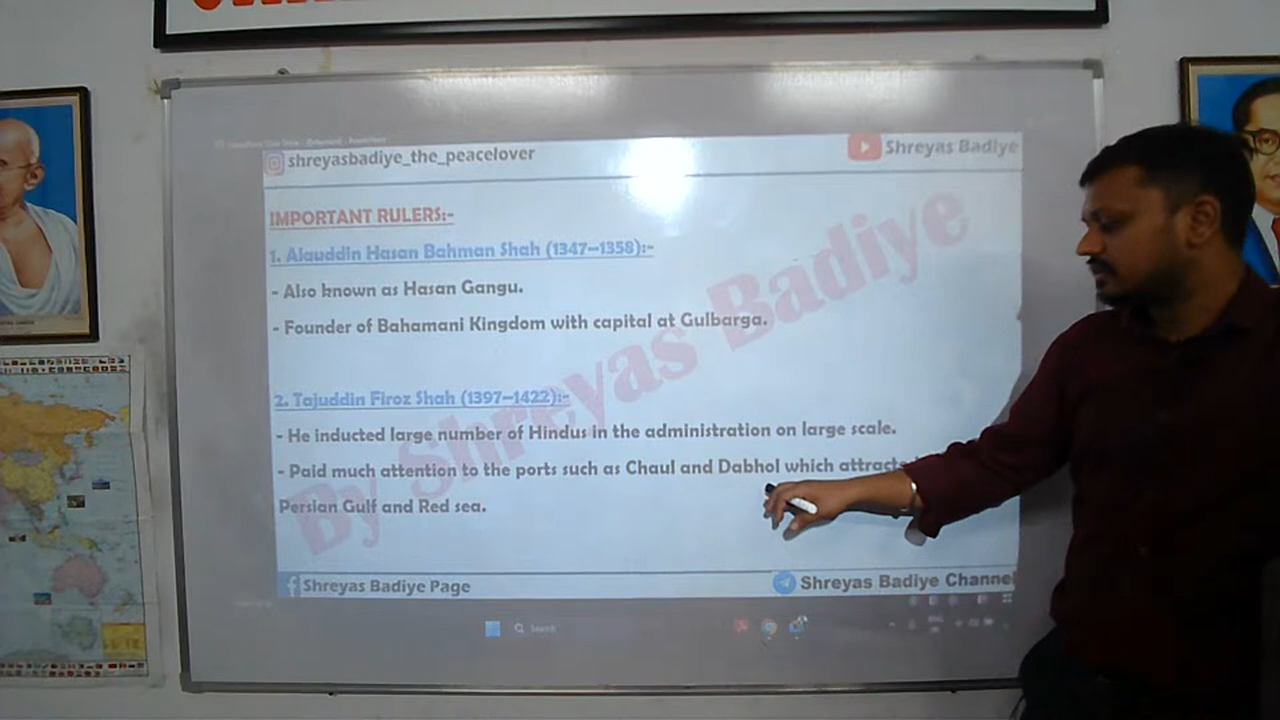 shreyasbadiye_the_peacelover
Shreyas Badiye
IMPORTANT RULERS:-
1. Alauddin Hasan Bahman Shah (1347–1358):-
- Also known as Hasan Gangu.
- Founder of Bahamani Kingdom with capital at Gulbarga.
2. Tajuddin Firoz Shah (1397–1422):-
- He inducted large number of Hindus in the administration on large scale.
- Paid much attention to the ports such as Chaul and Dabhol which
Persian Gulf and Red sea.
By Shreyas Badiye
Shreyas Badiye Page
Shreyas Badiye Channel
Search